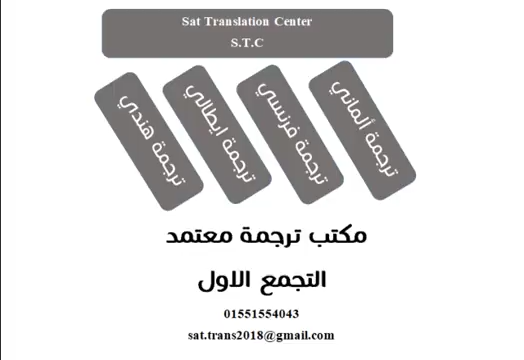 Sat Translation Center
S.T.C
ترجمة ألماني
ترجمة فرنسي
ترجمة ايطالي
ترجمة هندي
مكتب ترجمة معتمد
التجمع الاول
01551554043
sat.trans2018@gmail.com